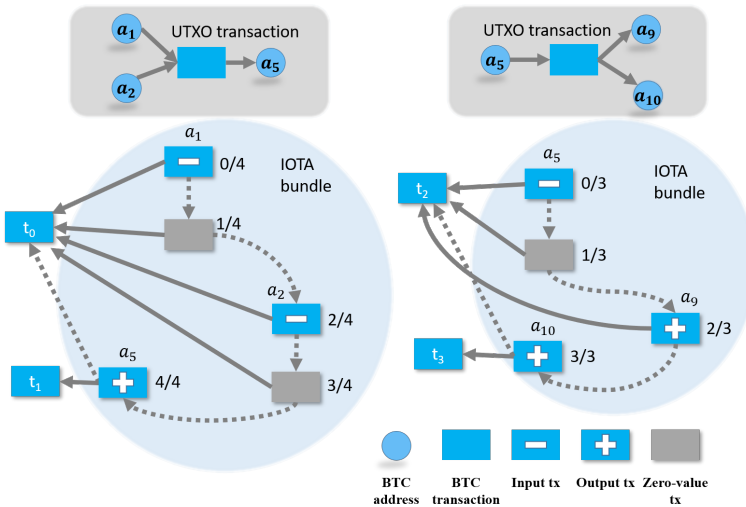 UTXO transaction
a1
a2
a5
UTXO transaction
a5
a9
a10
a1
0/4
IOTA
bundle
t0
1/4
a2
2/4
a5
t1
4/4
3/4
a5
0/3
IOTA
bundle
t2
1/3
a9
2/3
a10
t3
3/3
BTC
address
BTC
transaction
Input tx
Output tx
Zero-value
tx